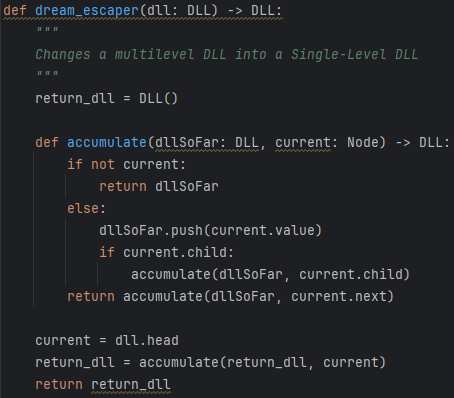 def dream_escaper(dll: DLL) -> DLL:
    """
    Changes a multilevel DLL into a Single-Level DLL
    """
    return_dll = DLL()

    def accumulate(dllSoFar: DLL, current: Node) -> DLL:
        if not current:
            return dllSoFar
        else:
            dllSoFar.push(current.value)
            if current.child:
                accumulate(dllSoFar, current.child)
        return accumulate(dllSoFar, current.next)

    current = dll.head
    return_dll = accumulate(return_dll, current)
    return return_dll